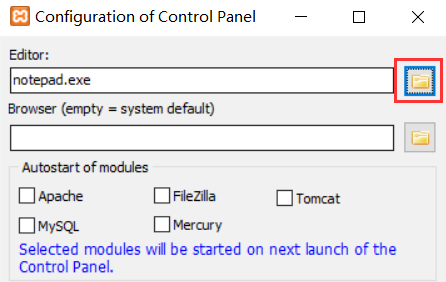 Configuration of Control Panel
Editor:
notepad.exe
Browser (empty = system default)
Autostart of modules
Apache FileZilla Tomcat
MySQL Mercury
Selected modules will be started on next launch of the
Control Panel.